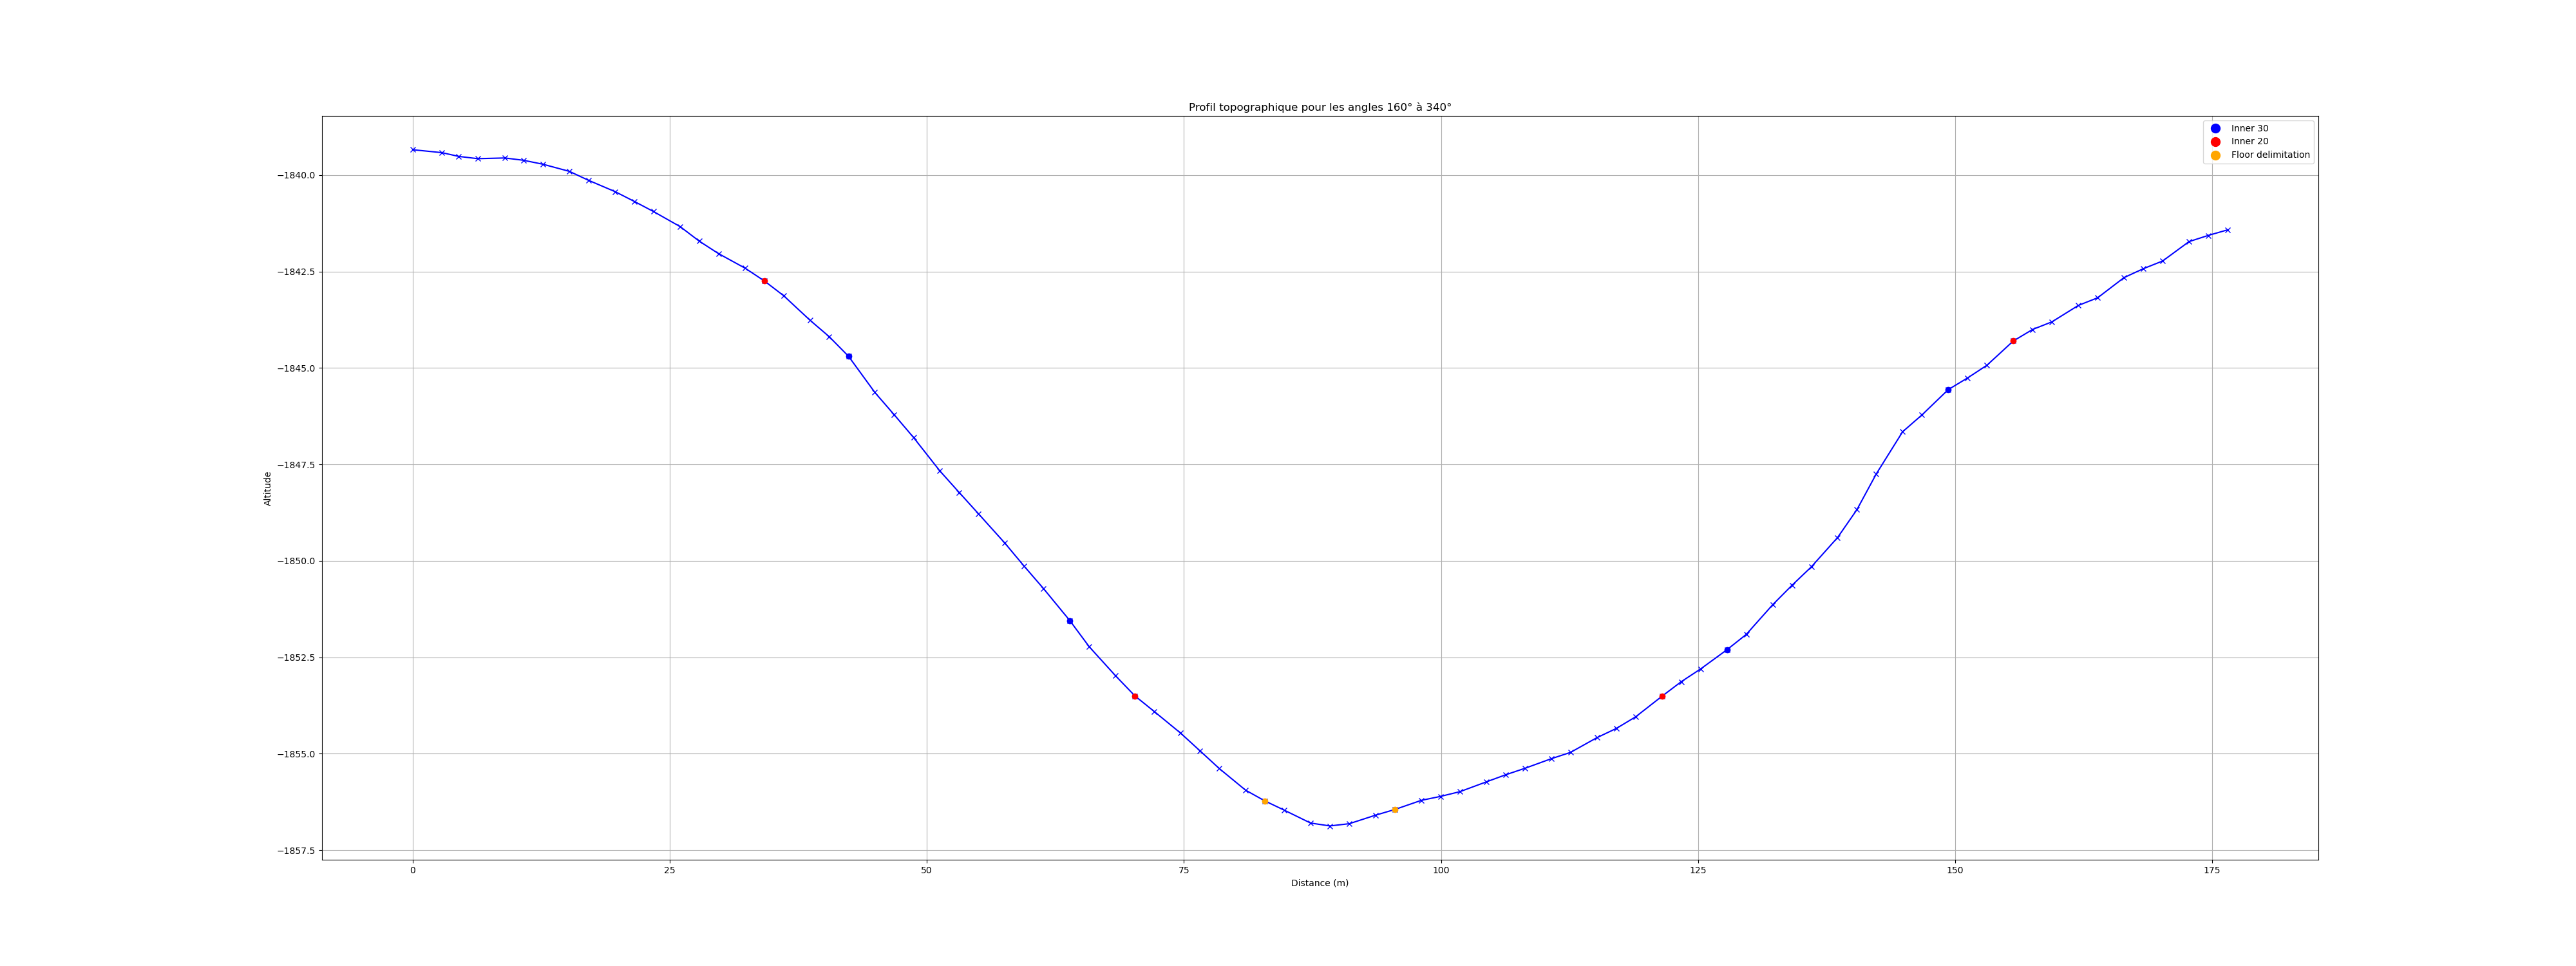 Profil topographique pour les angles 160° à 340°
Inner 30
Inner 20
Floor delimitation
Altitude
−1840.0
−1842.5
−1845.0
−1847.5
−1850.0
−1852.5
−1855.0
−1857.5
0 25 50 75 100 125 150 175
Distance (m)